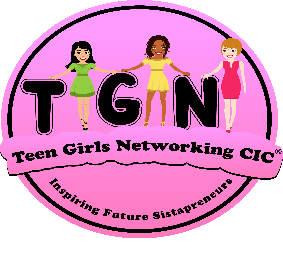 TGN
Teen Girls Networking CIC
Inspiring Future Sistapreneurs